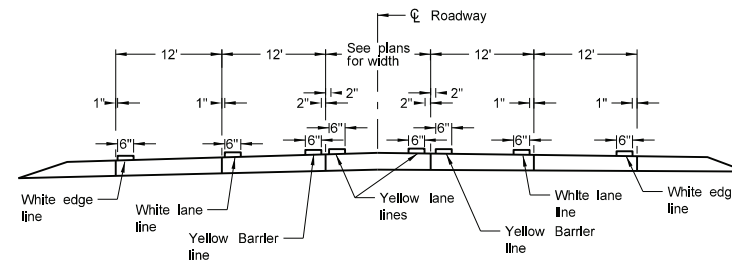 ℄ Roadway
12' 12' See plans 12' 12'
for width
2" 2"
1" 1" 2" 2" 1" 1"
6" 6"
6" 6" 6" 6" 6" 6"
White edge
line
White lane
line
Yellow Barrier
line
Yellow lane
lines
Yellow Barrier
line
White lane
line
White edge
line